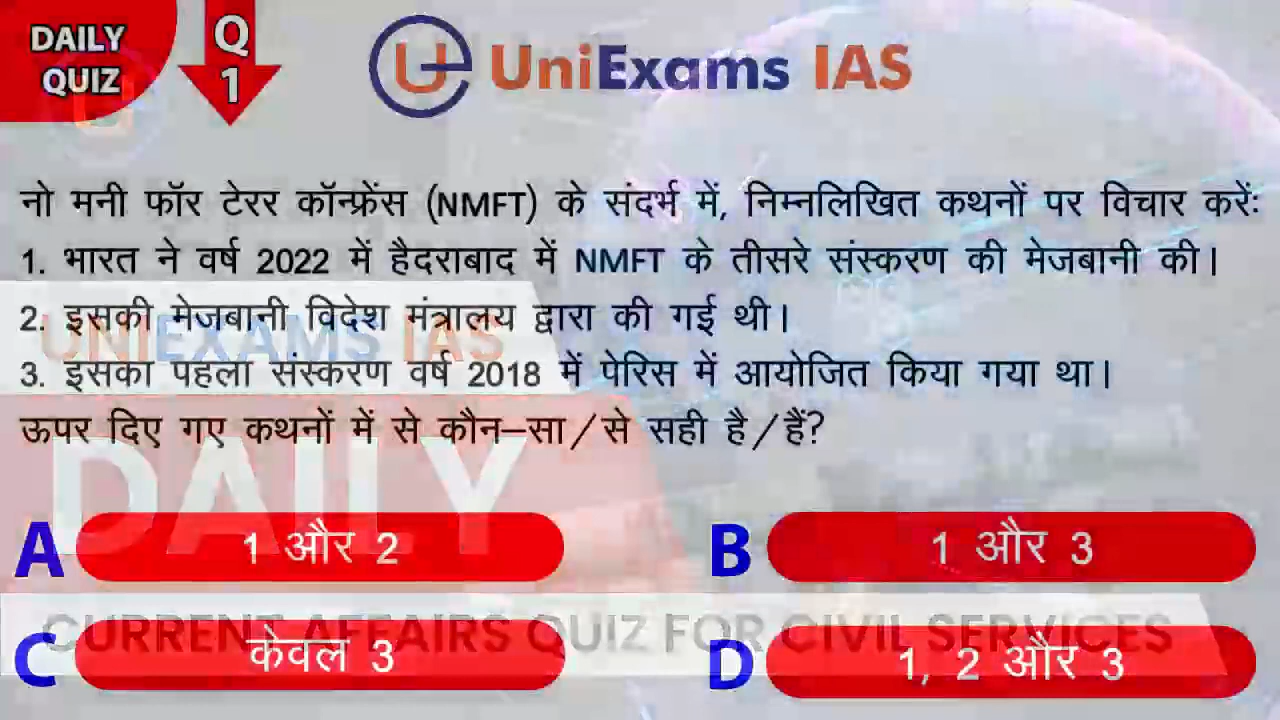 DAILY
QUIZ
Q
1
UniExams IAS
नो मनी फॉर टेरर कॉन्फ्रेंस (NMFT) के संदर्भ में, निम्नलिखित कथनों पर विचार करें:
1. भारत ने वर्ष 2022 में हैदराबाद में NMFT के तीसरे संस्करण की मेजबानी की।
2. इसकी मेजबानी विदेश मंत्रालय द्वारा की गई थी।
UNIEXAMS IAS
3. इसका पहला संस्करण वर्ष 2018 में पेरिस में आयोजित किया गया था।
ऊपर दिए गए कथनों में से कौन–सा/से सही है/हैं?
DAILY
A 1 और 2
B 1 और 3
CURRENT AFFAIRS QUIZ FOR CIVIL SERVICES
C केवल 3
D 1, 2 और 3